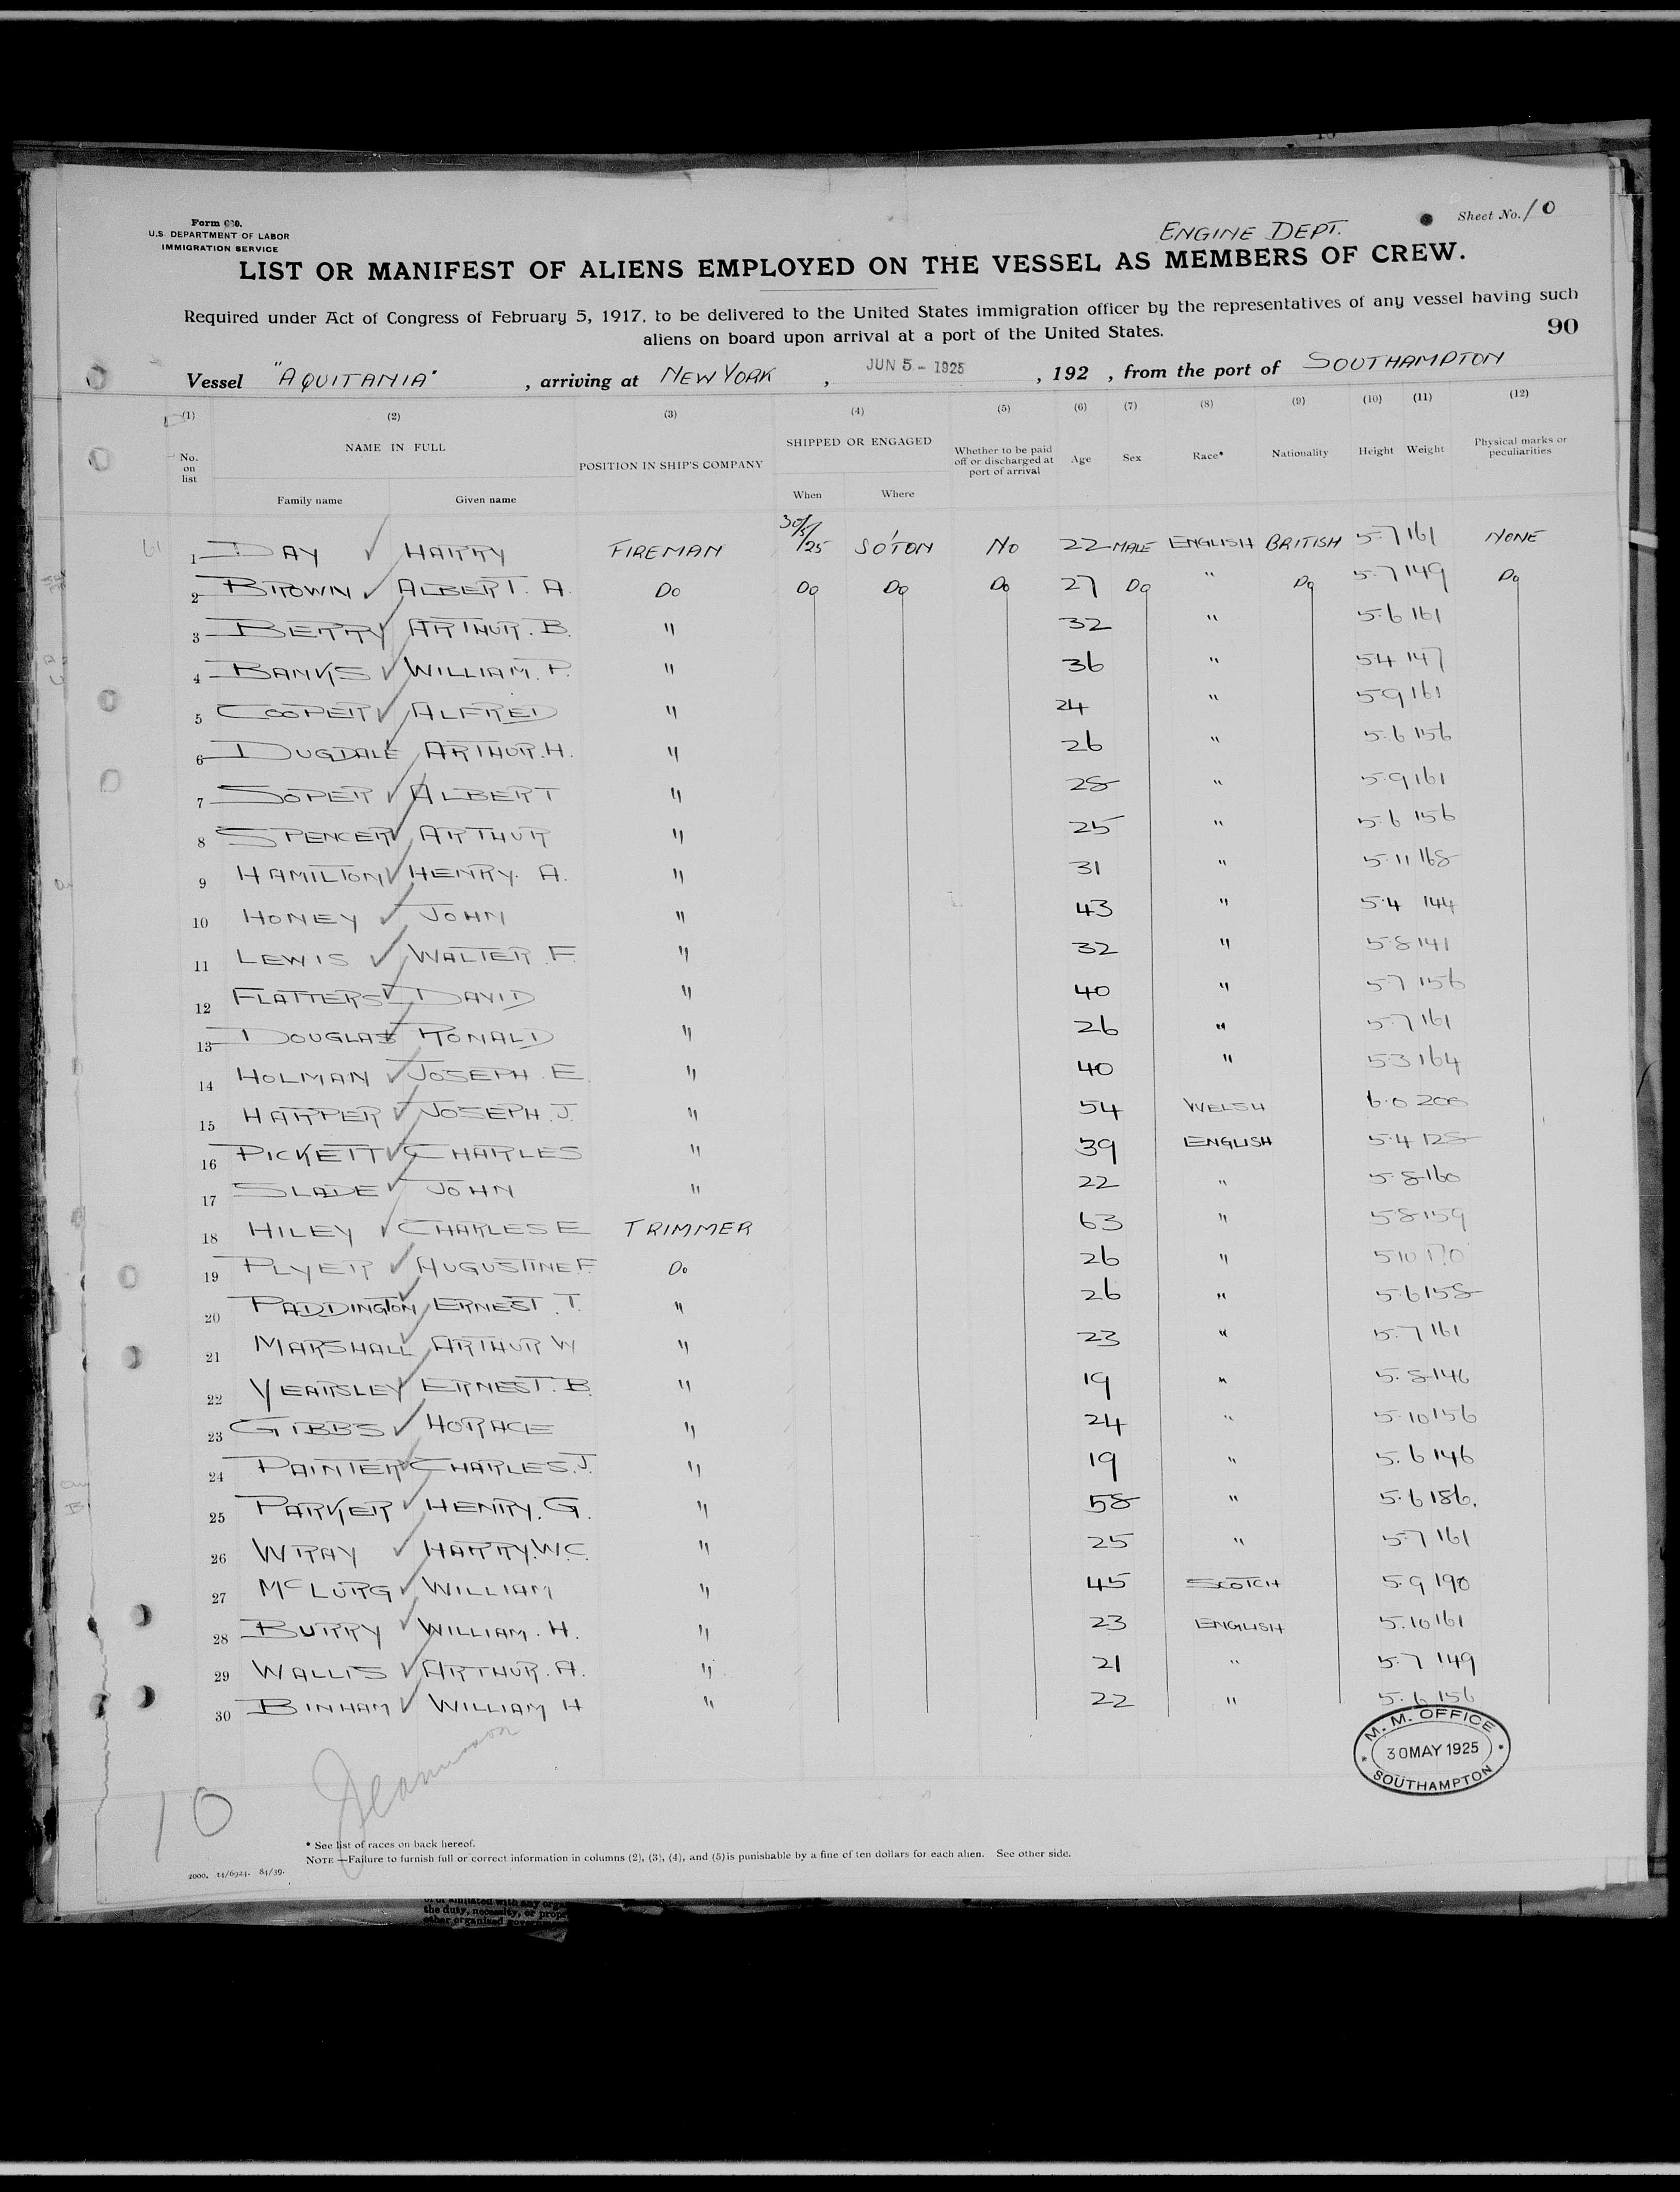 Form 680.
U.S. DEPARTMENT OF LABOR
IMMIGRATION SERVICE
ENGINE DEPT.
Sheet No. 10
LIST OR MANIFEST OF ALIENS EMPLOYED ON THE VESSEL AS MEMBERS OF CREW.
Required under Act of Congress of February 5, 1917, to be delivered to the United States immigration officer by the representatives of any vessel having such
aliens on board upon arrival at a port of the United States.
90
Vessel "AQUITANIA" , arriving at NEW YORK , JUN 5 - 1925 , 192 , from the port of SOUTHAMPTON
(1) (2) (3) (4) (5) (6) (7) (8) (9) (10) (11) (12)
No. on list NAME IN FULL POSITION IN SHIP'S COMPANY SHIPPED OR ENGAGED Whether to be paid off or discharged at port of arrival Age Sex Race* Nationality Height Weight Physical marks or peculiarities
Family name Given name When Where
1 DAY HARRY FIREMAN 30/5/25 SO'TON NO 22 MALE ENGLISH BRITISH 5.7 161 NONE
2 BROWN ALBERT. A. DO DO DO DO 27 DO " DO 5.7 149 DO
3 BERRY ARTHUR. B. " 32 " 5.6 161
4 BANKS WILLIAM. P. " 36 " 5.4 147
5 COOPER ALFRED " 24 " 5.9 161
6 DUGDALE ARTHUR. H. " 26 " 5.6 156
7 SOPER ALBERT " 28 " 5.9 161
8 SPENCER ARTHUR " 25 " 5.6 156
9 HAMILTON HENRY. A. " 31 " 5.11 168
10 HONEY JOHN " 43 " 5.4 144
11 LEWIS WALTER. F. " 32 " 5.8 141
12 FLATTERS DAVID " 40 " 5.7 156
13 DOUGLAS RONALD " 26 " 5.7 161
14 HOLMAN JOSEPH. E. " 40 " 5.3 164
15 HARPER JOSEPH. J. " 54 WELSH 6.0 200
16 PICKETT CHARLES " 39 ENGLISH 5.4 128
17 SLADE JOHN " 22 " 5.8 160
18 HILEY CHARLES E TRIMMER 63 " 5.8 159
19 PLYER AUGUSTINE F. DO 26 " 5.10 170
20 PADDINGTON ERNEST. T. " 26 " 5.6 158
21 MARSHALL ARTHUR W " 23 " 5.7 161
22 YEARSLEY ERNEST. B. " 19 " 5.8 146
23 GIBBS HORACE " 24 " 5.10 156
24 PAINTER CHARLES. J. " 19 " 5.6 146
25 PARKER HENRY. G. " 58 " 5.6 186.
26 WRAY HARRY. W. C. " 25 " 5.7 161
27 McLURG WILLIAM " 45 SCOTCH 5.9 190
28 BURRY WILLIAM. H. " 23 ENGLISH 5.10 161
29 WALLIS ARTHUR. A. " 21 " 5.7 149
30 BINHAM WILLIAM H " 22 " 5.6 156
M. M. OFFICE
30 MAY 1925
SOUTHAMPTON
10
* See list of races on back hereof.
NOTE —Failure to furnish full or correct information in columns (2), (3), (4), and (5) is punishable by a fine of ten dollars for each alien. See other side.
2000. 14/6924. 84/39.
the duty, necessity, or